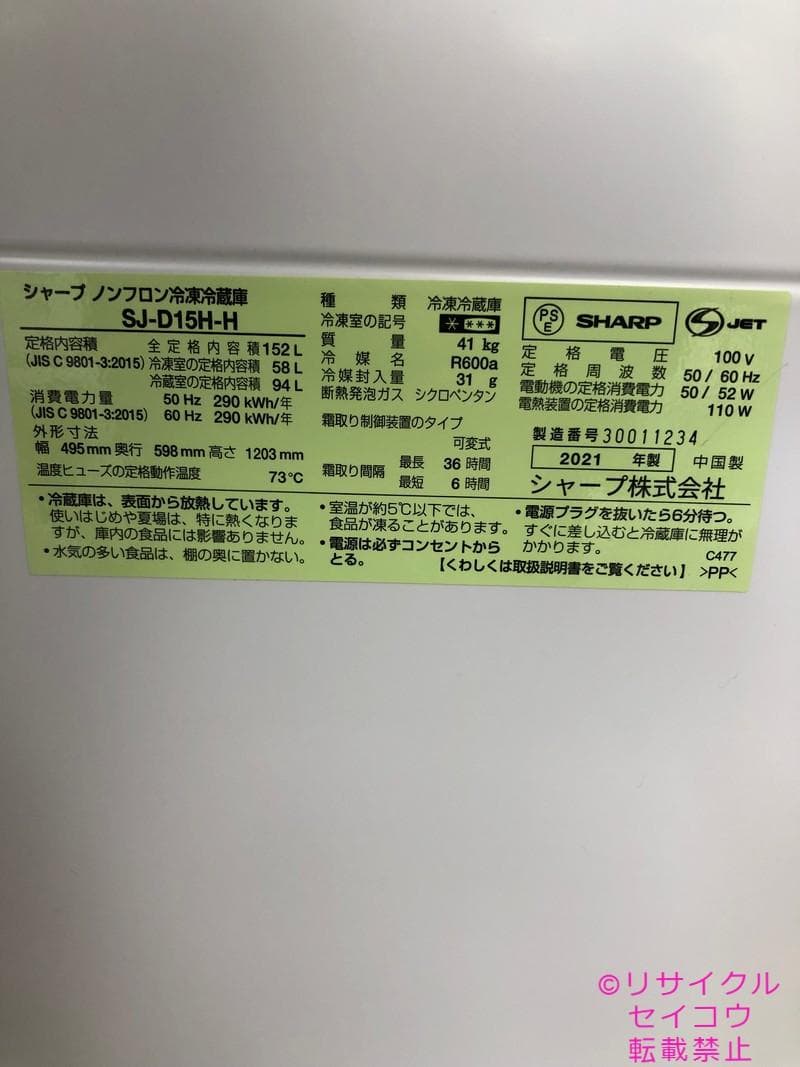 シャープ ノンフロン冷凍冷蔵庫
SJ-D15H-H
定格内容積 全定格内容積 152 L
(JIS C 9801-3:2015) 冷凍室の定格内容積 58 L
冷蔵室の定格内容積 94 L
消費電力量 50 Hz 290 kWh/年
(JIS C 9801-3:2015) 60 Hz 290 kWh/年
外形寸法
幅 495mm 奥行 598mm 高さ 1203mm
温度ヒューズの定格動作温度 73℃
種類 冷凍冷蔵庫
冷凍室の記号 * ***
質量 41 kg
冷媒名 R600a
冷媒封入量 31 g
断熱発泡ガス シクロペンタン
霜取り制御装置のタイプ
可変式
霜取り間隔 最長 36 時間
最短 6 時間
PSE SHARP S JET
定格電圧 100 V
定格周波数 50 / 60 Hz
電動機の定格消費電力 50 / 52 W
電熱装置の定格消費電力 110 W
製造番号 30011234
2021 年製 中国製
シャープ株式会社
・冷蔵庫は、表面から放熱しています。
使いはじめや夏場は、特に熱くなりま
すが、庫内の食品には影響ありません。
・水気の多い食品は、棚の奥に置かない。
・室温が約5℃以下では、
食品が凍ることがあります。
・電源は必ずコンセントから
とる。
・電源プラグを抜いたら6分待つ。
すぐに差し込むと冷蔵庫に無理が
かかります。
C477
【くわしくは取扱説明書をご覧ください】 >PP<
©リサイクル
セイコウ
転載禁止